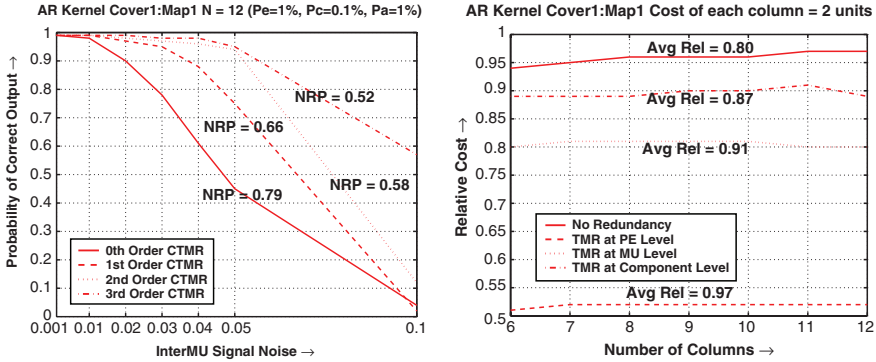 AR Kernel Cover1:Map1 N = 12 (Pe=1%, Pc=0.1%, Pa=1%)
Probability of Correct Output →
1
0.9
0.8
0.7
0.6
0.5
0.4
0.3
0.2
0.1
0
NRP = 0.52
NRP = 0.66
NRP = 0.58
NRP = 0.79
0th Order CTMR
1st Order CTMR
2nd Order CTMR
3rd Order CTMR
0.001 0.01 0.02 0.03 0.04 0.05 0.1
InterMU Signal Noise →
AR Kernel Cover1:Map1 Cost of each column = 2 units
Relative Cost →
1
0.95
0.9
0.85
0.8
0.75
0.7
0.65
0.6
0.55
0.5
Avg Rel = 0.80
Avg Rel = 0.87
Avg Rel = 0.91
No Redundancy
TMR at PE Level
TMR at MU Level
TMR at Component Level
Avg Rel = 0.97
6 7 8 9 10 11 12
Number of Columns →